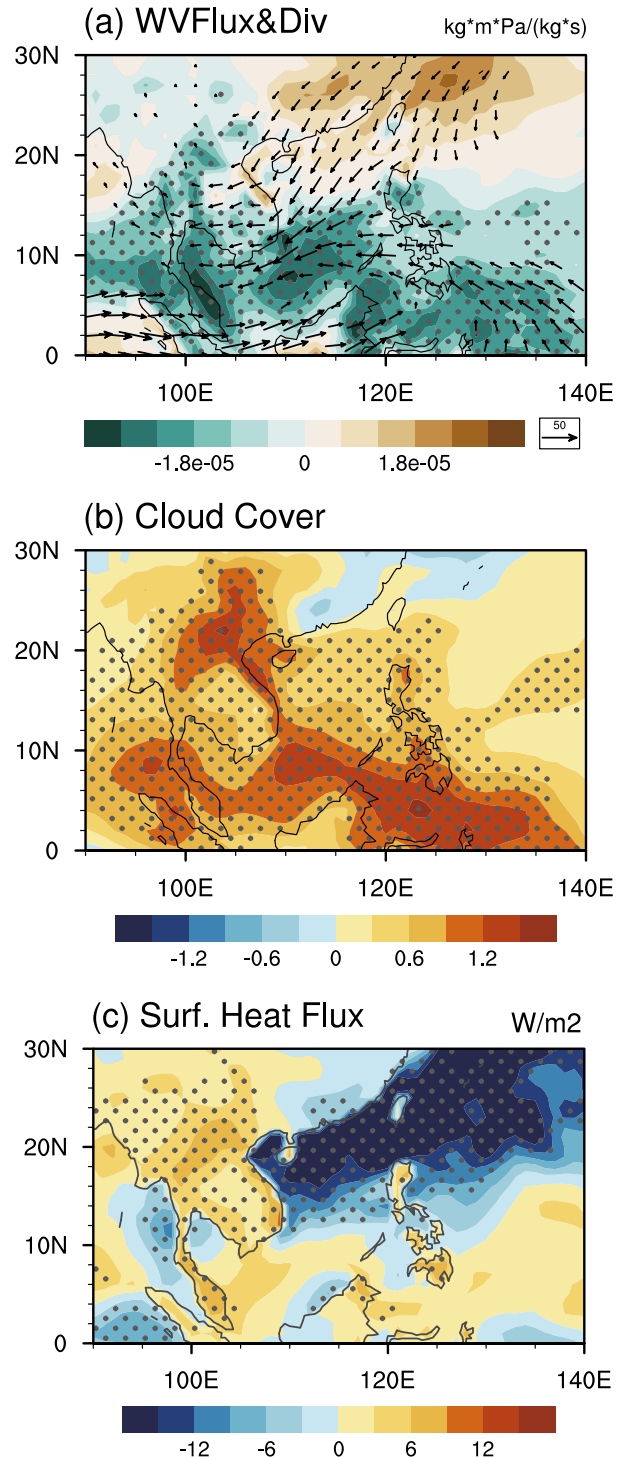 (a) WVFlux&Div kg*m*Pa/(kg*s)
30N
20N
10N
0
100E 120E 140E
50
-1.8e-05 0 1.8e-05
(b) Cloud Cover
30N
20N
10N
0
100E 120E 140E
-1.2 -0.6 0 0.6 1.2
(c) Surf. Heat Flux W/m2
30N
20N
10N
0
100E 120E 140E
-12 -6 0 6 12